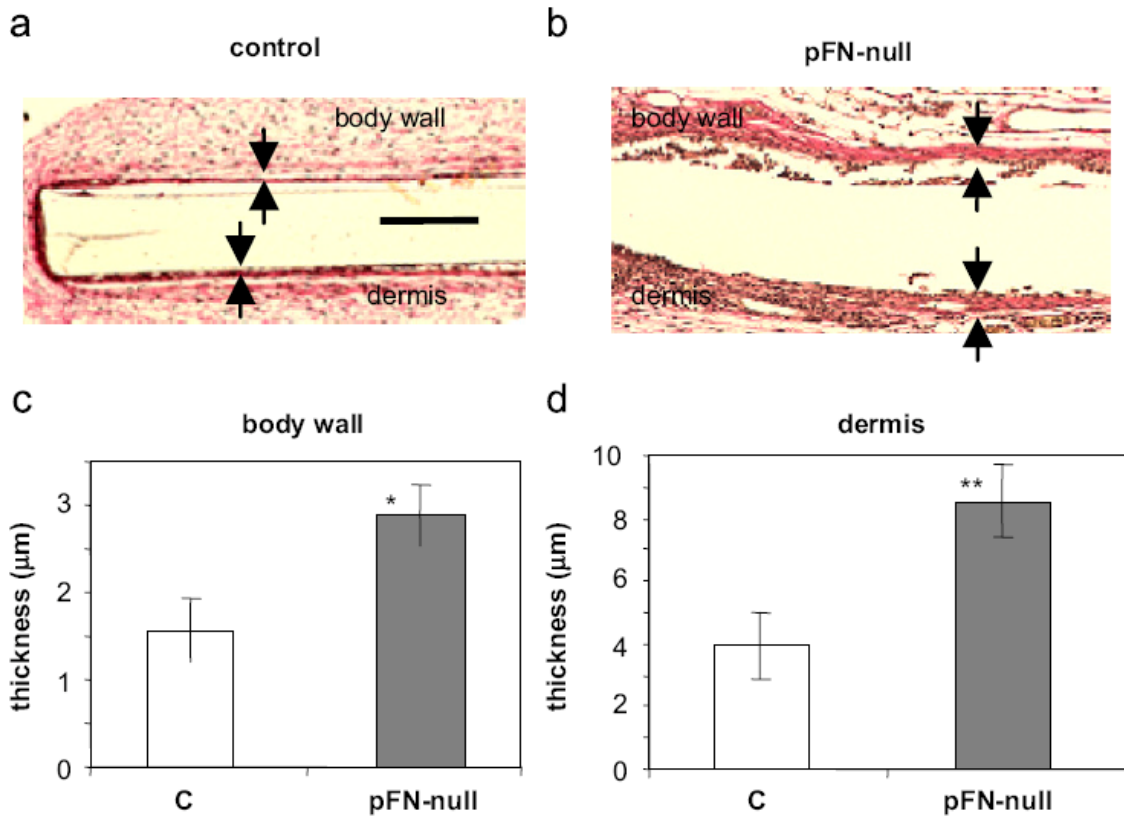 a
control
body wall
dermis
b
pFN-null
body wall
dermis
c
body wall
thickness (µm)
3
2
1
0
*
C
pFN-null
d
dermis
thickness (µm)
10
8
6
4
2
0
**
C
pFN-null